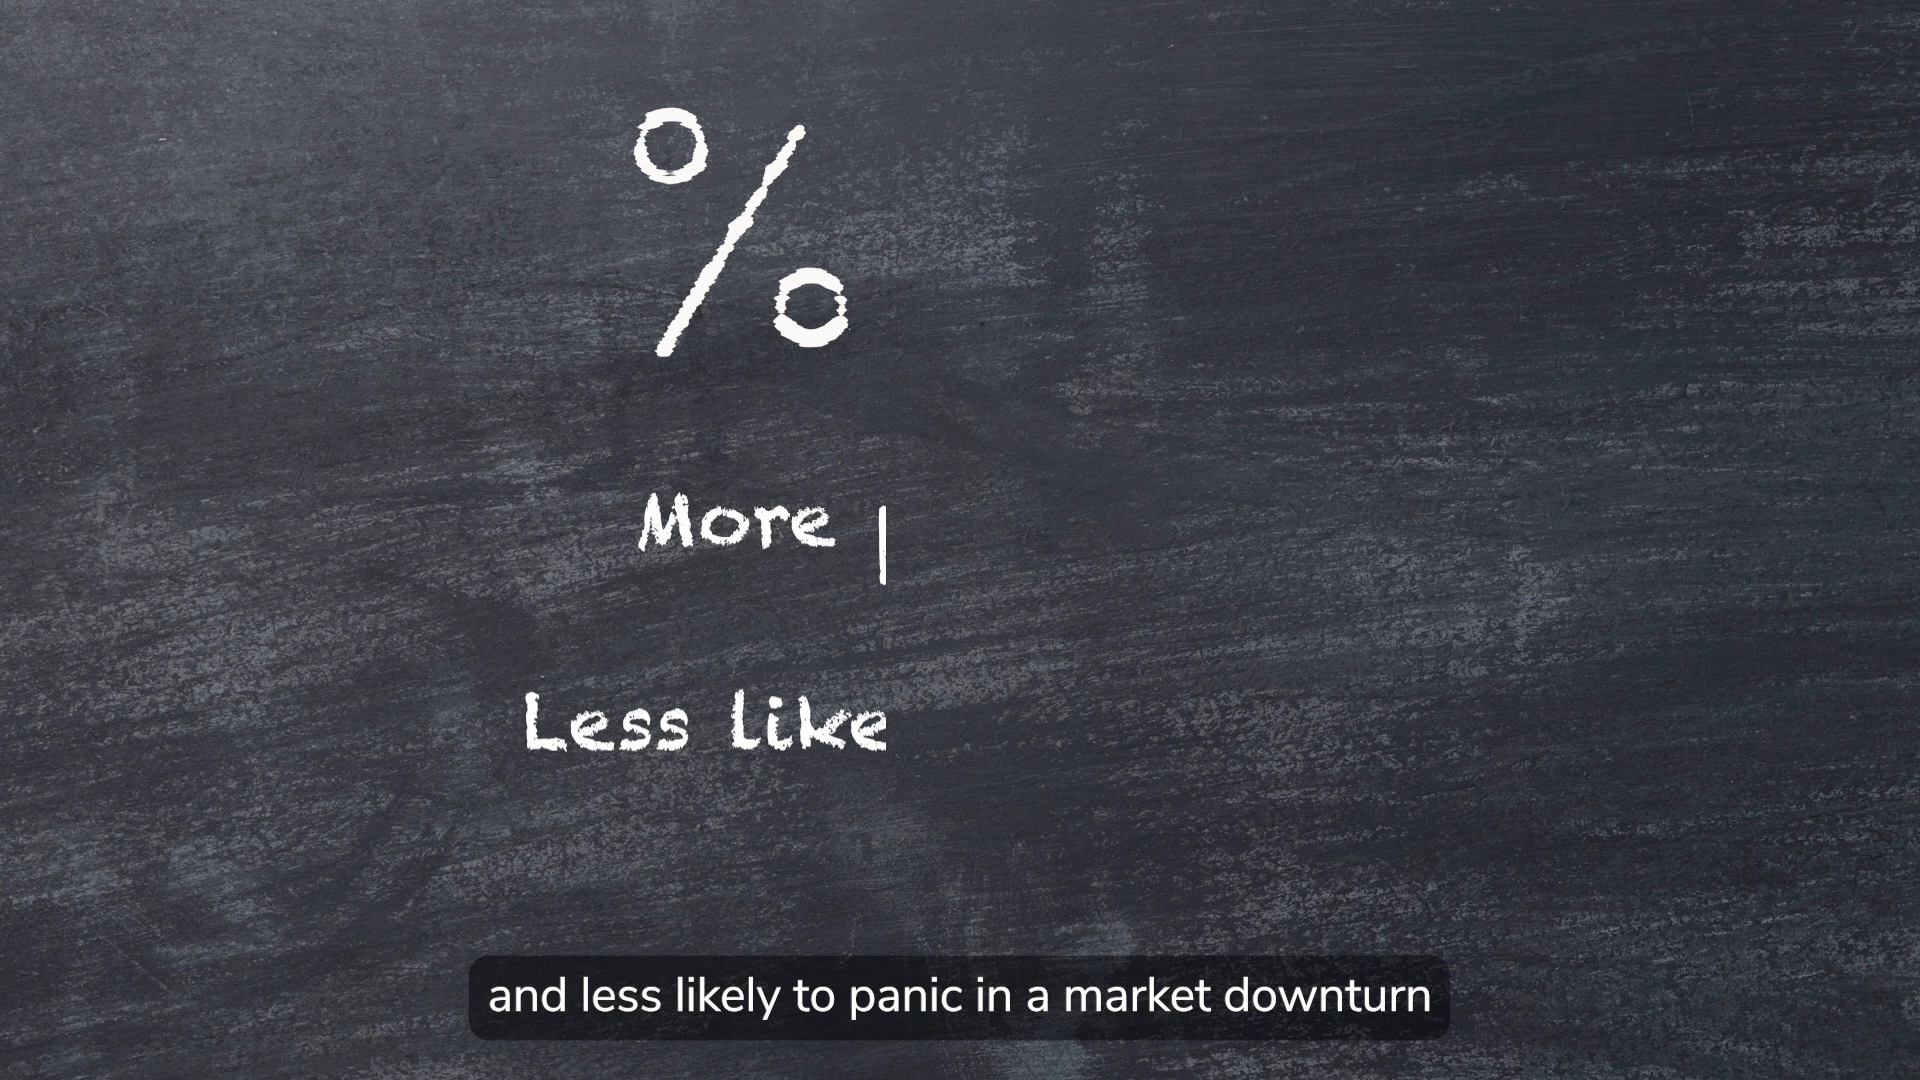 %
More
Less like
and less likely to panic in a market downturn